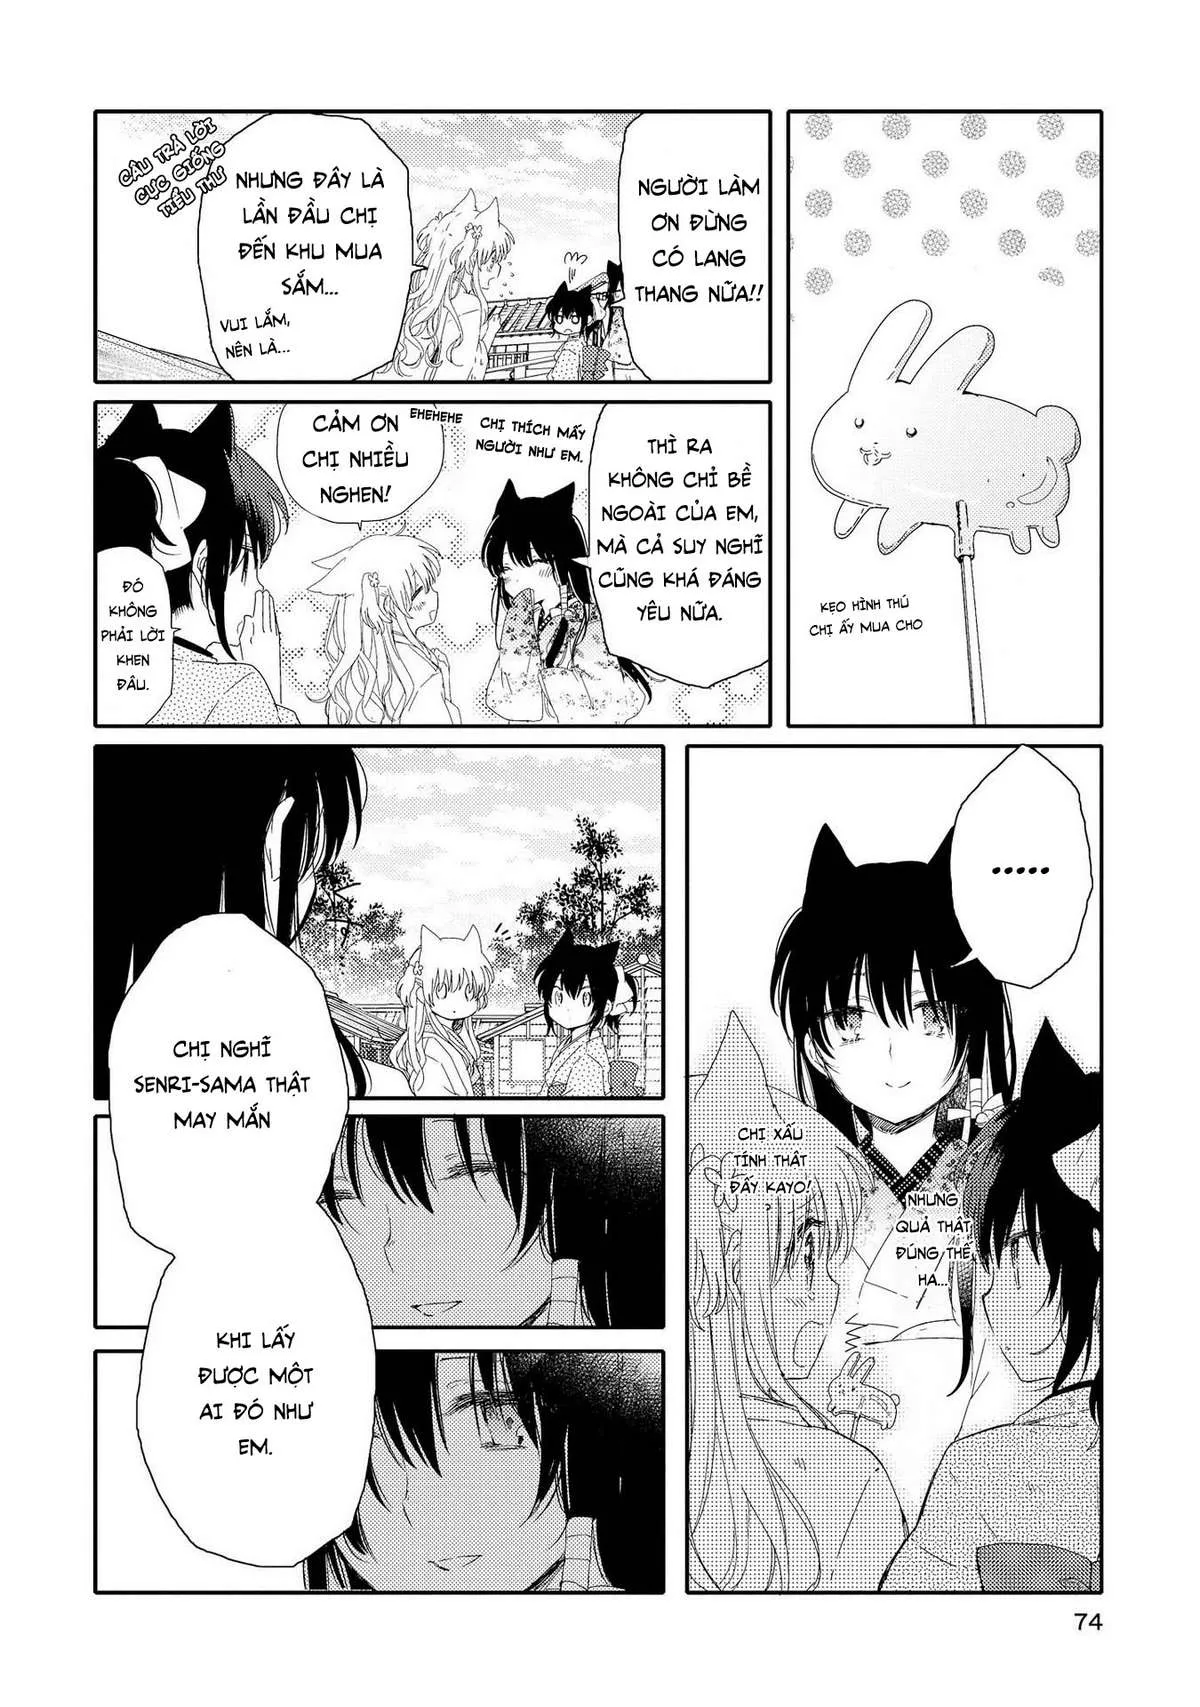 KẸO HÌNH THÚ
CHỊ ẤY MUA CHO
NGƯỜI LÀM
ƠN ĐỪNG
CÓ LANG
THANG NỮA!!
NHƯNG ĐÂY LÀ
LẦN ĐẦU CHỊ
ĐẾN KHU MUA
SẮM...
VUI LẮM,
NÊN LÀ...
CÂU TRẢ LỜI
CỰC GIỐNG
TIỂU THƯ
THÌ RA
KHÔNG CHỈ BỀ
NGOÀI CỦA EM,
MÀ CẢ SUY NGHĨ
CŨNG KHÁ ĐÁNG
YÊU NỮA.
CHỊ THÍCH MẤY
NGƯỜI NHƯ EM.
EHEHEHE
CẢM ƠN
CHỊ NHIỀU
NGHEN!
ĐÓ
KHÔNG
PHẢI LỜI
KHEN
ĐÂU.
.....
CHỊ XẤU
TÍNH THẬT
ĐẤY KAYO!
NHƯNG
QUẢ THẬT
ĐÚNG THẾ
HA...
CHỊ NGHĨ
SENRI-SAMA THẬT
MAY MẮN
KHI LẤY
ĐƯỢC MỘT
AI ĐÓ NHƯ
EM.
74